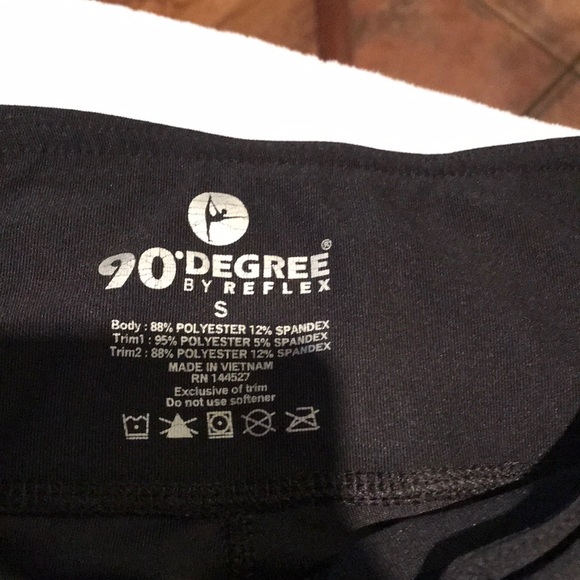 90° DEGREE®
BY REFLEX
S
Body : 88% POLYESTER 12% SPANDEX
Trim1 : 95% POLYESTER 5% SPANDEX
Trim2 : 88% POLYESTER 12% SPANDEX
MADE IN VIETNAM
RN 144527
Exclusive of trim
Do not use softener